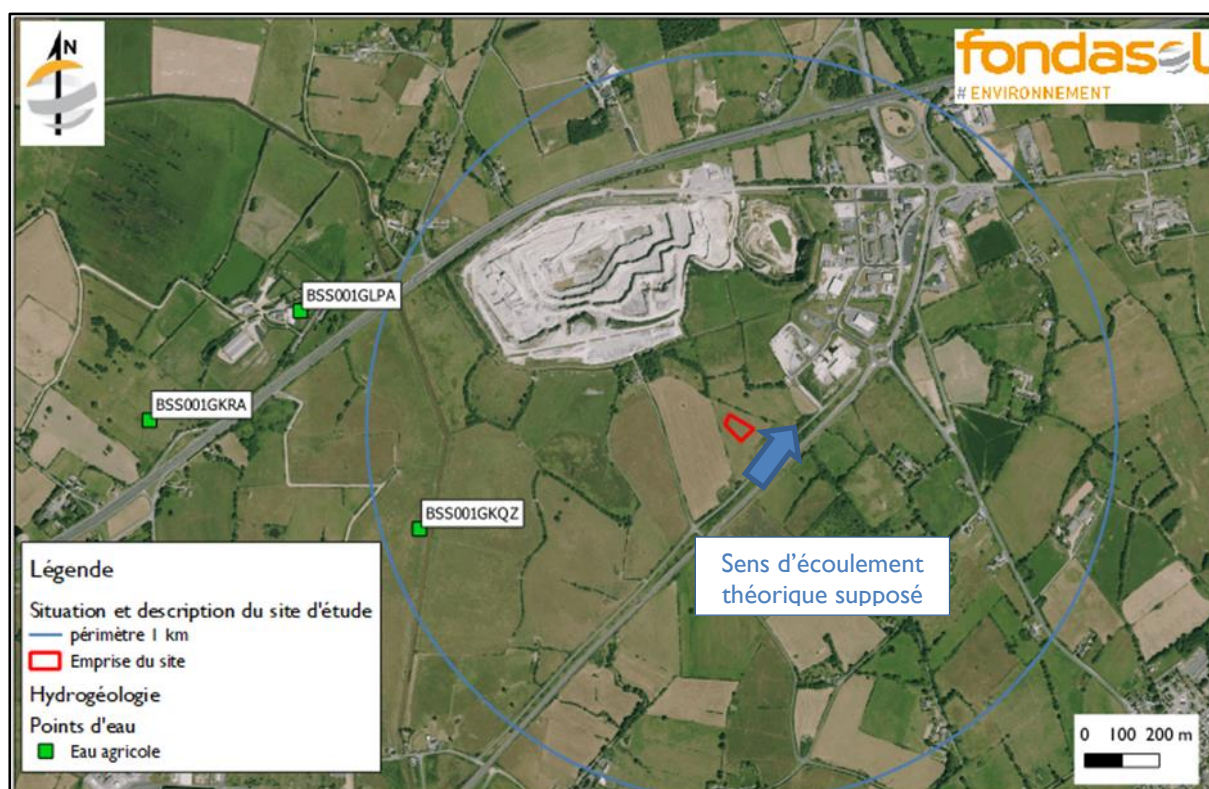 N
fondasol
# ENVIRONNEMENT
BSS001GLPA
BSS001GKRA
BSS001GKQZ
Sens d’écoulement
théorique supposé
Légende
Situation et description du site d'étude
périmètre 1 km
Emprise du site
Hydrogéologie
Points d'eau
Eau agricole
0 100 200 m